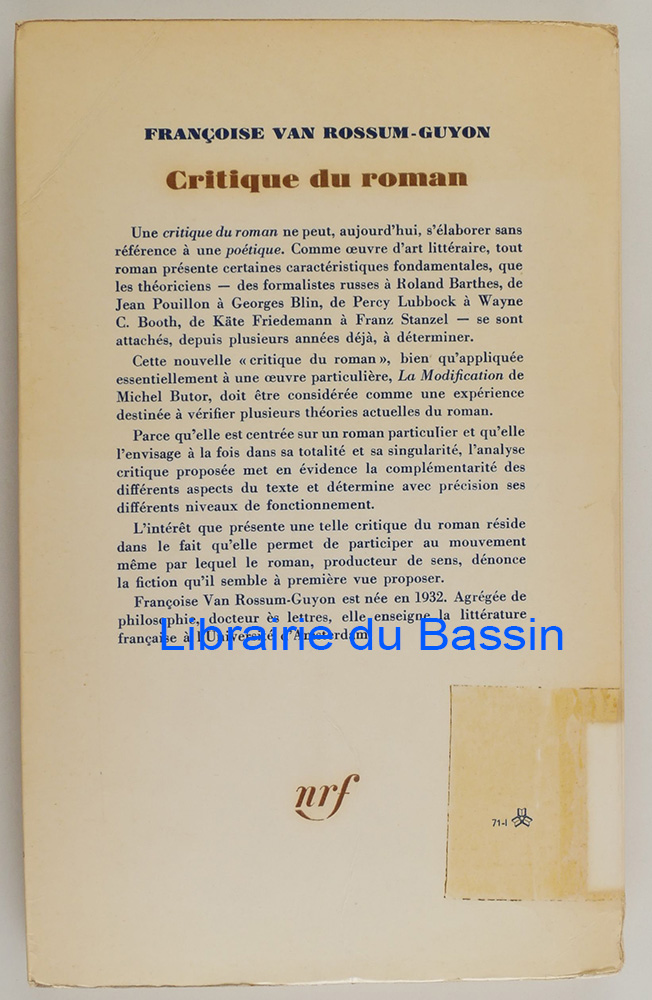 FRANÇOISE VAN ROSSUM-GUYON
Critique du roman
Une critique du roman ne peut, aujourd'hui, s'élaborer sans
référence à une poétique. Comme œuvre d'art littéraire, tout
roman présente certaines caractéristiques fondamentales, que
les théoriciens — des formalistes russes à Roland Barthes, de
Jean Pouillon à Georges Blin, de Percy Lubbock à Wayne
C. Booth, de Käte Friedemann à Franz Stanzel — se sont
attachés, depuis plusieurs années déjà, à déterminer.
Cette nouvelle « critique du roman », bien qu'appliquée
essentiellement à une œuvre particulière, La Modification de
Michel Butor, doit être considérée comme une expérience
destinée à vérifier plusieurs théories actuelles du roman.
Parce qu'elle est centrée sur un roman particulier et qu'elle
l'envisage à la fois dans sa totalité et sa singularité, l'analyse
critique proposée met en évidence la complémentarité des
différents aspects du texte et détermine avec précision ses
différents niveaux de fonctionnement.
L'intérêt que présente une telle critique du roman réside
dans le fait qu'elle permet de participer au mouvement
même par lequel le roman, producteur de sens, dénonce
la fiction qu'il semble à première vue proposer.
Françoise Van Rossum-Guyon est née en 1932. Agrégée de
philosophie, docteur ès lettres, elle enseigne la littérature
française à l'Université d'Amsterdam.
Librairie du Bassin
nrf
71-I